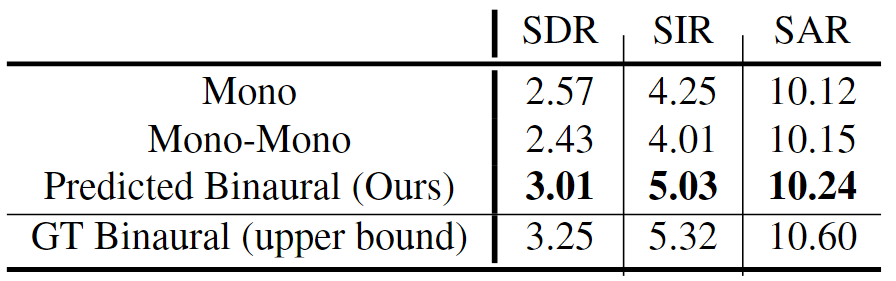 SDR SIR SAR
Mono 2.57 4.25 10.12
Mono-Mono 2.43 4.01 10.15
Predicted Binaural (Ours) 3.01 5.03 10.24
GT Binaural (upper bound) 3.25 5.32 10.60